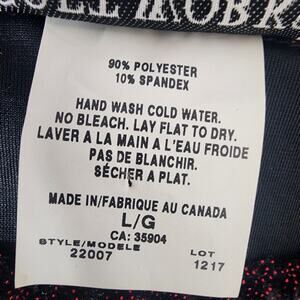 90% POLYESTER
10% SPANDEX
HAND WASH COLD WATER.
NO BLEACH. LAY FLAT TO DRY.
LAVER A LA MAIN A L'EAU FROIDE
PAS DE BLANCHIR.
SÉCHER A PLAT.
MADE IN/FABRIQUE AU CANADA
L/G
CA: 35904
STYLE/MODELE LOT
22007 1217